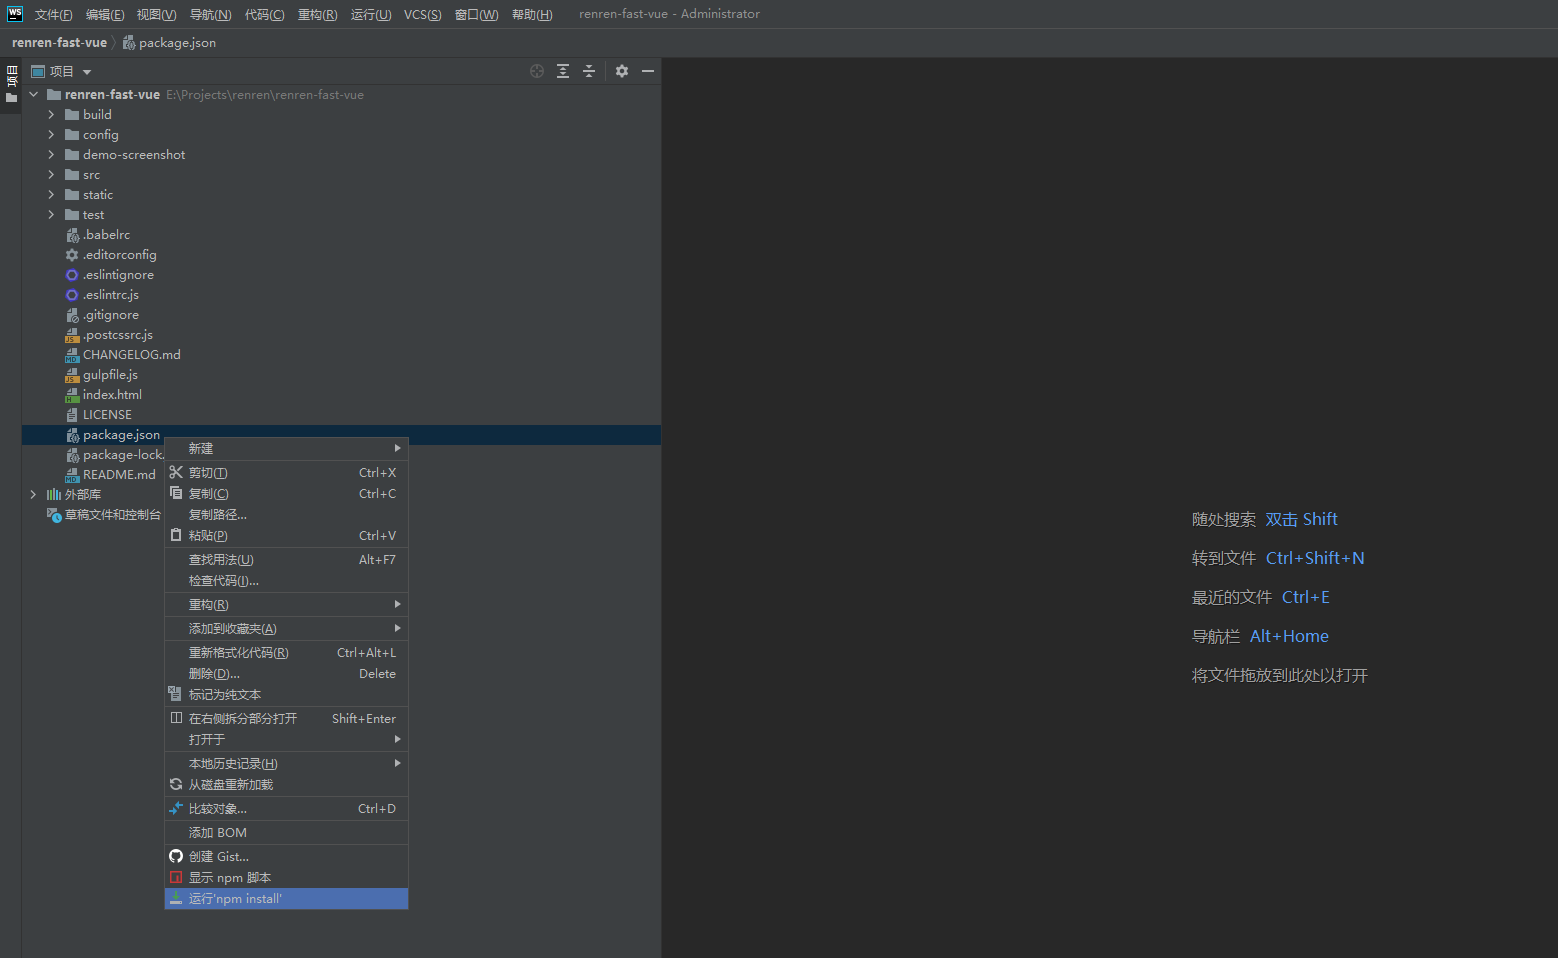 WS 文件(F) 编辑(E) 视图(V) 导航(N) 代码(C) 重构(R) 运行(U) VCS(S) 窗口(W) 帮助(H) renren-fast-vue - Administrator
renren-fast-vue package.json
项目
项目
renren-fast-vue E:\Projects\renren\renren-fast-vue
build
config
demo-screenshot
src
static
test
.babelrc
.editorconfig
.eslintignore
.eslintrc.js
.gitignore
.postcssrc.js
CHANGELOG.md
gulpfile.js
index.html
LICENSE
package.json
package-lock.
README.md
外部库
草稿文件和控制台
新建
剪切(T) Ctrl+X
复制(C) Ctrl+C
复制路径...
粘贴(P) Ctrl+V
查找用法(U) Alt+F7
检查代码(I)...
重构(R)
添加到收藏夹(A)
重新格式化代码(R) Ctrl+Alt+L
删除(D)... Delete
标记为纯文本
在右侧拆分部分打开 Shift+Enter
打开于
本地历史记录(H)
从磁盘重新加载
比较对象... Ctrl+D
添加 BOM
创建 Gist...
显示 npm 脚本
运行'npm install'
随处搜索 双击 Shift
转到文件 Ctrl+Shift+N
最近的文件 Ctrl+E
导航栏 Alt+Home
将文件拖放到此处以打开